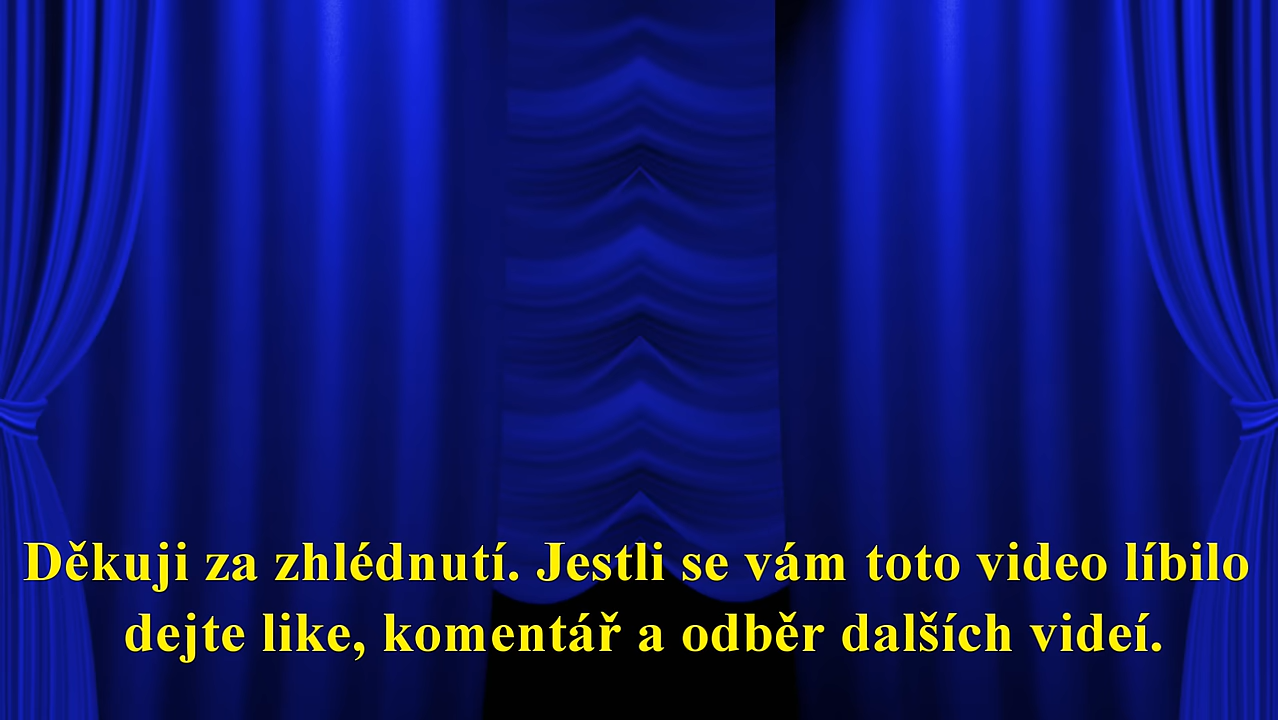 Děkuji za zhlédnutí. Jestli se vám toto video líbilo
dejte like, komentář a odběr dalších videí.